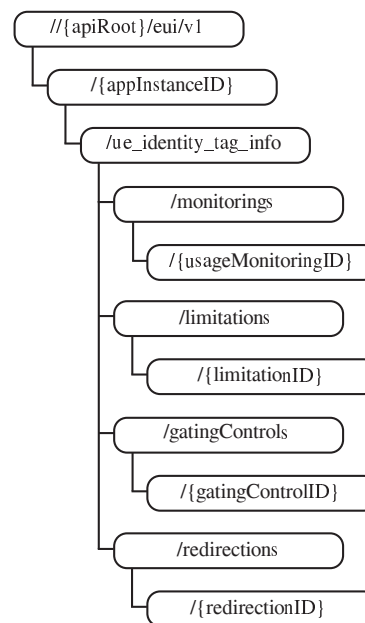 //{apiRoot}/eui/v1
/{appInstanceID}
/ue_identity_tag_info
/monitorings
/{usageMonitoringID}
/limitations
/{limitationID}
/gatingControls
/{gatingControlID}
/redirections
/{redirectionID}